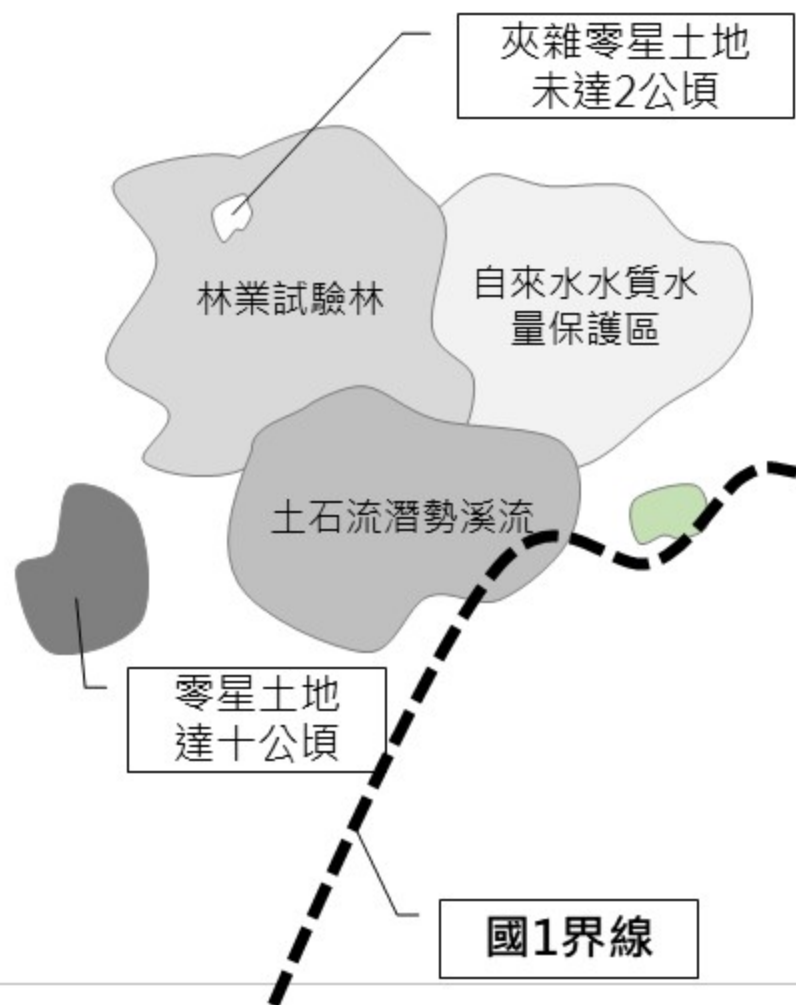 夾雜零星土地
未達2公頃
林業試驗林
自來水水質水
量保護區
土石流潛勢溪流
零星土地
達十公頃
國1界線